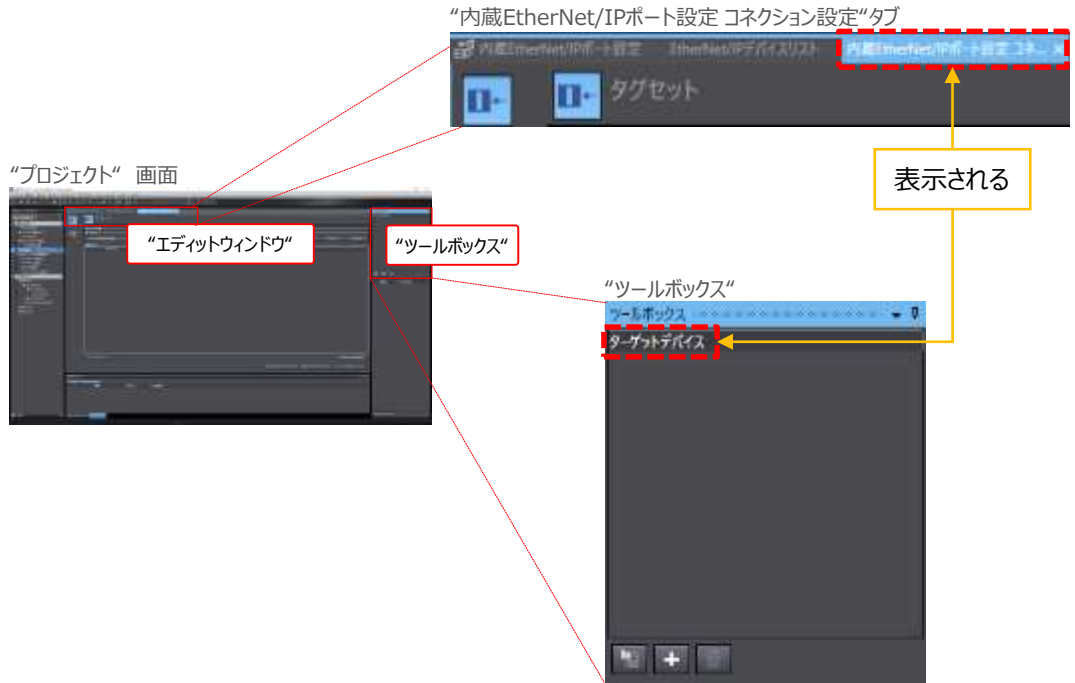 “内蔵EtherNet/IPポート設定 コネクション設定“タブ
内蔵EtherNet/IPポート設定 EtherNet/IPデバイスリスト 内蔵EtherNet/IPポート設定 コネ... ×
タグセット
表示される
“プロジェクト“ 画面
“エディットウィンドウ“
“ツールボックス“
“ツールボックス“
ツールボックス
ターゲットデバイス